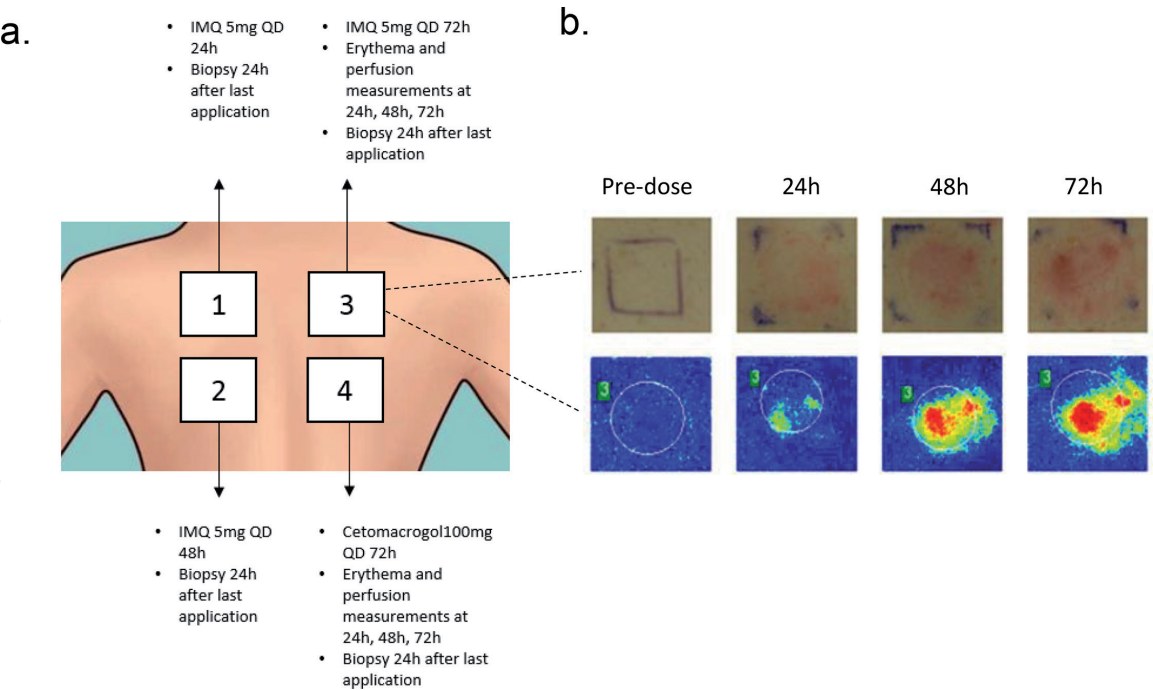 a.
• IMQ 5mg QD
24h
• Biopsy 24h
after last
application
• IMQ 5mg QD 72h
• Erythema and
perfusion
measurements at
24h, 48h, 72h
• Biopsy 24h after last
application
1
3
2
4
• IMQ 5mg QD
48h
• Biopsy 24h
after last
application
• Cetomacrogol100mg
QD 72h
• Erythema and
perfusion
measurements at
24h, 48h, 72h
• Biopsy 24h after last
application
b.
Pre-dose 24h 48h 72h
3 3 3 3